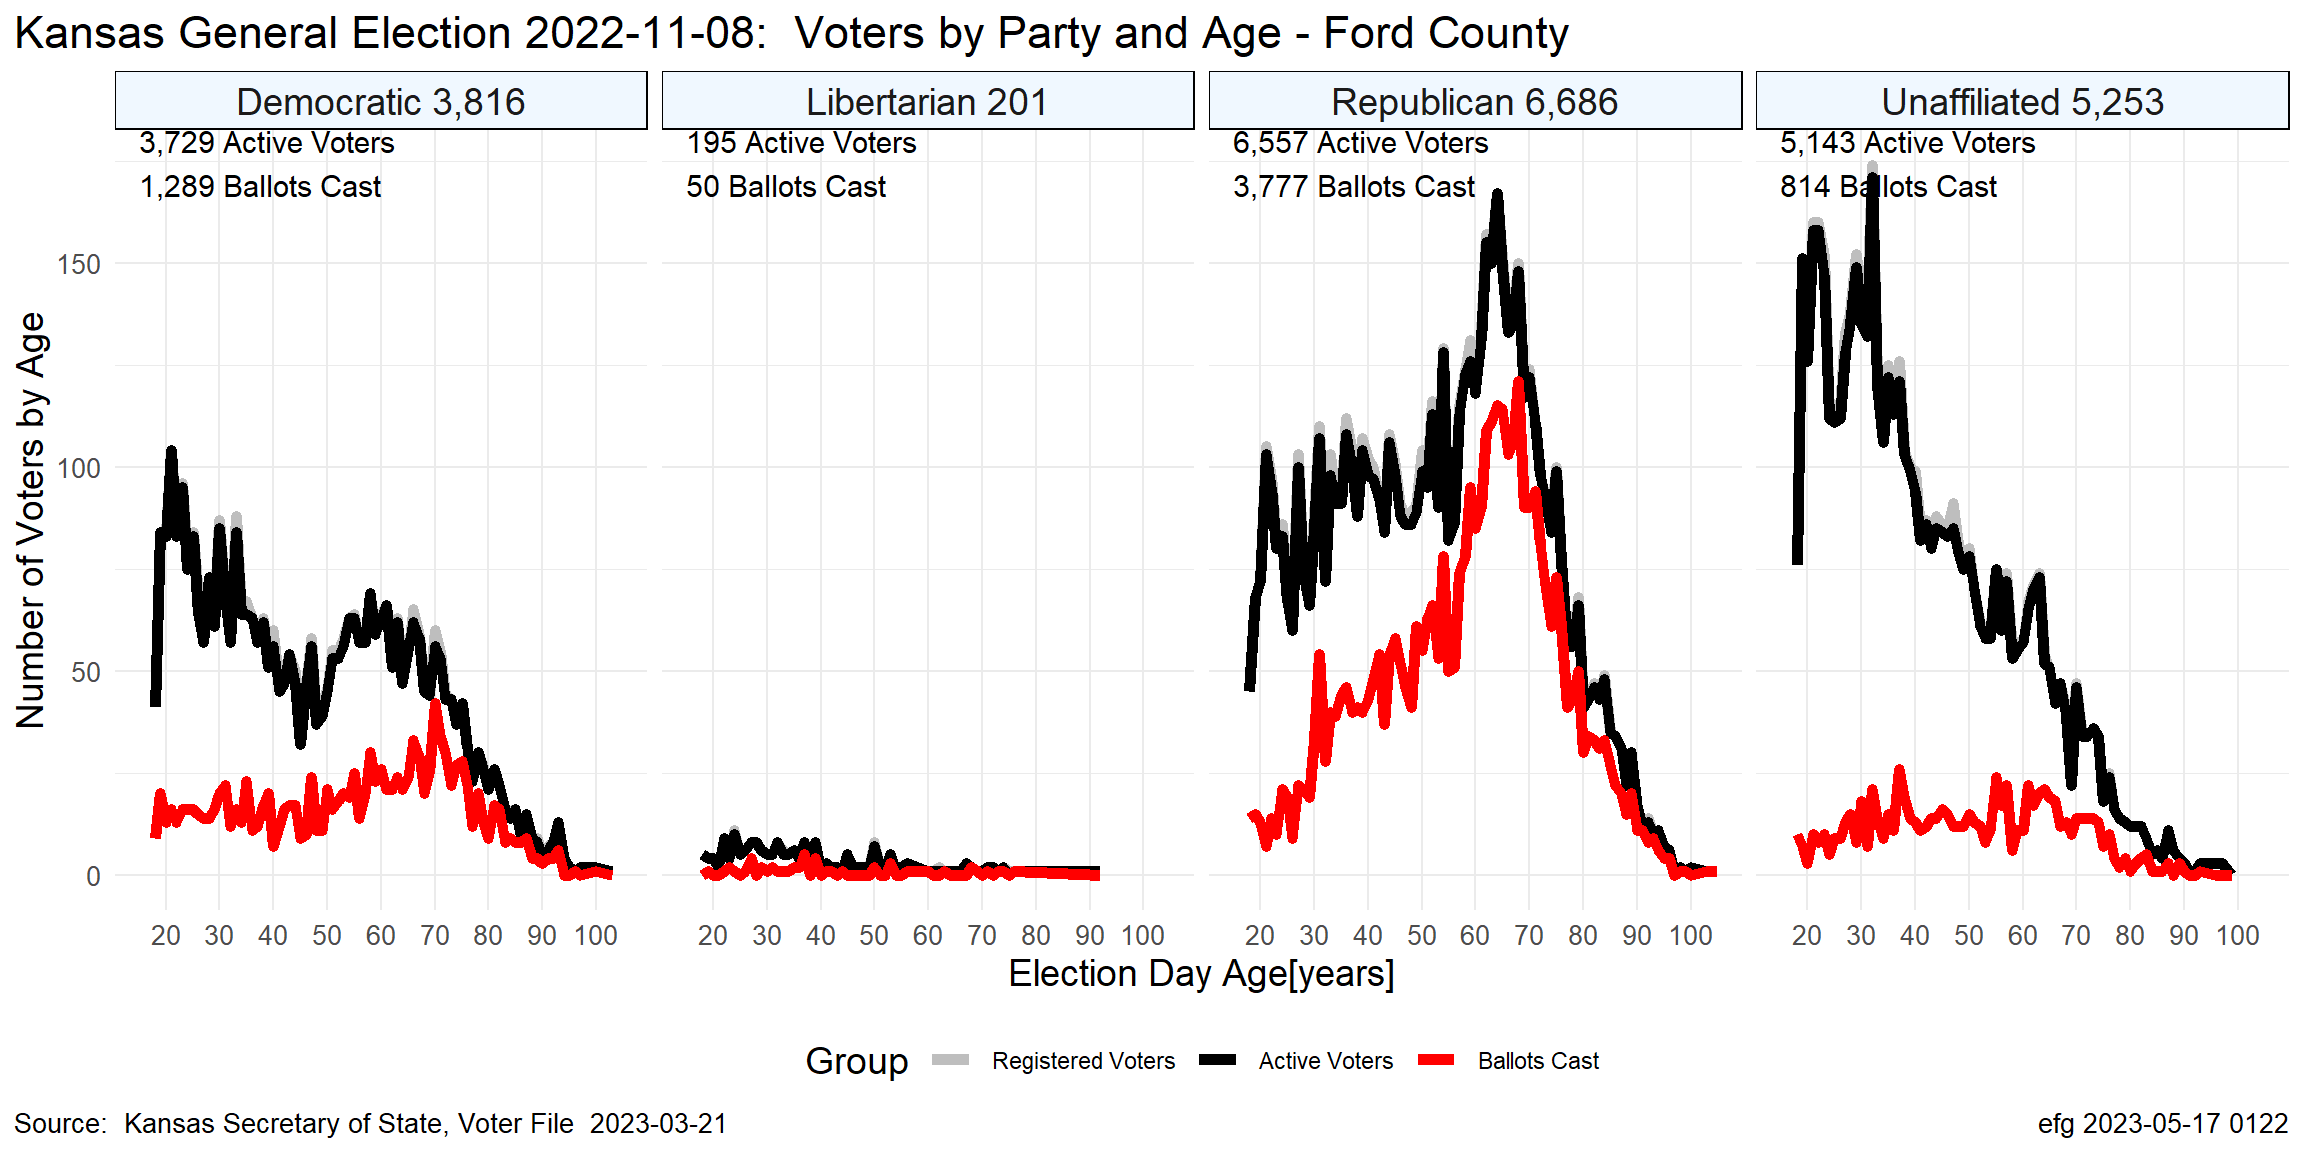 Kansas General Election 2022-11-08:  Voters by Party and Age - Ford County
Democratic 3,816
Libertarian 201
Republican 6,686
Unaffiliated 5,253
3,729 Active Voters
1,289 Ballots Cast
195 Active Voters
50 Ballots Cast
6,557 Active Voters
3,777 Ballots Cast
5,143 Active Voters
814 Ballots Cast
Number of Voters by Age
150
100
50
0
20 30 40 50 60 70 80 90 100
20 30 40 50 60 70 80 90 100
20 30 40 50 60 70 80 90 100
20 30 40 50 60 70 80 90 100
Election Day Age[years]
Group Registered Voters Active Voters Ballots Cast
Source:  Kansas Secretary of State, Voter File  2023-03-21
efg 2023-05-17 0122